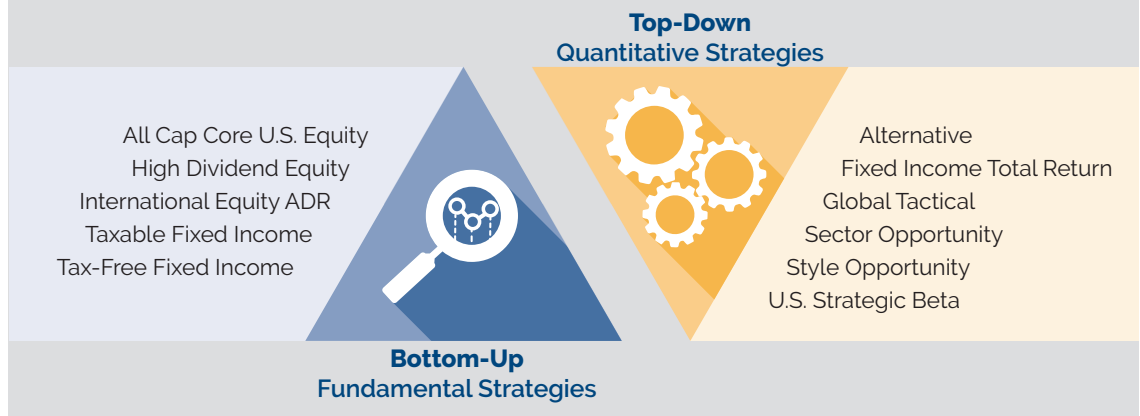 Top-Down
Quantitative Strategies
All Cap Core U.S. Equity
High Dividend Equity
International Equity ADR
Taxable Fixed Income
Tax-Free Fixed Income
Alternative
Fixed Income Total Return
Global Tactical
Sector Opportunity
Style Opportunity
U.S. Strategic Beta
Bottom-Up
Fundamental Strategies